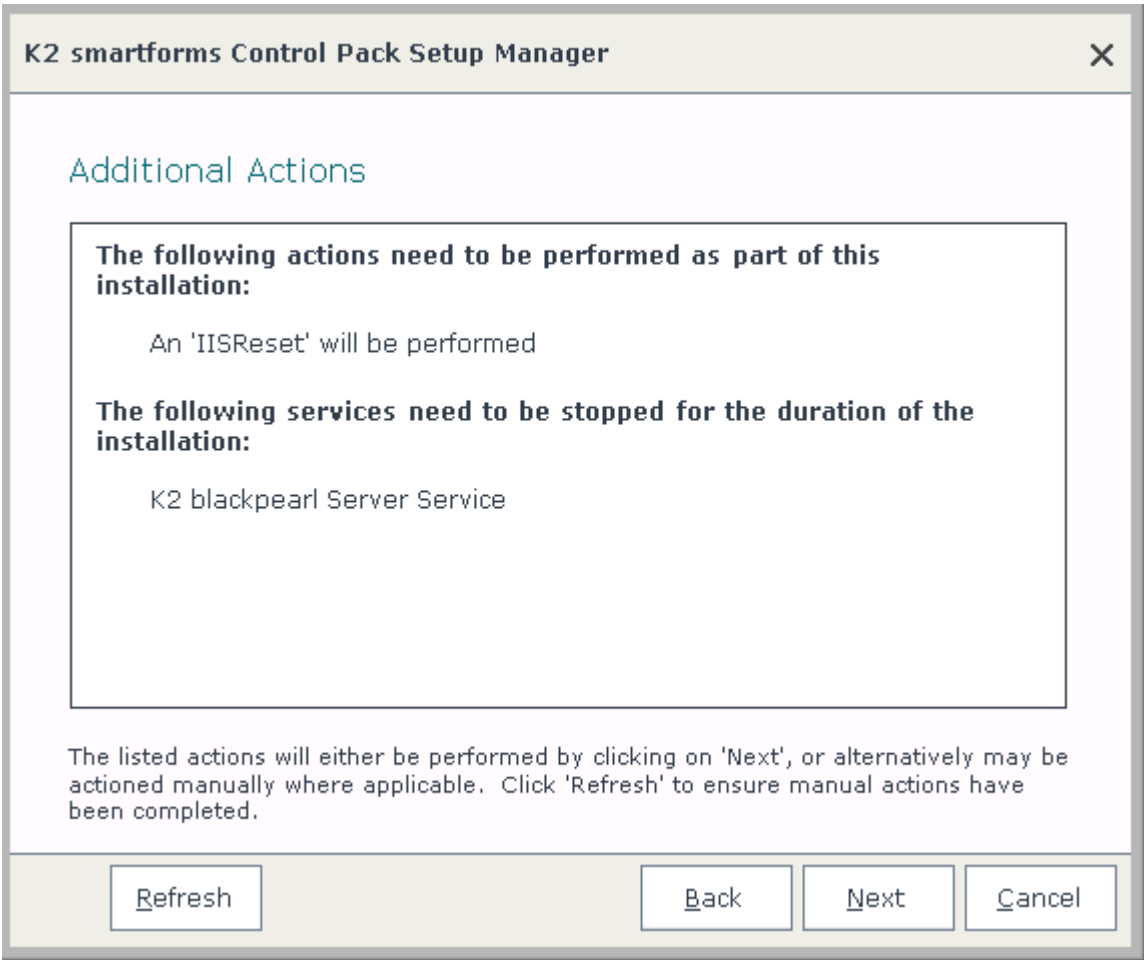 K2 smartforms Control Pack Setup Manager
Additional Actions
The following actions need to be performed as part of this
installation:
An 'IISReset' will be performed
The following services need to be stopped for the duration of the
installation:
K2 blackpearl Server Service
The listed actions will either be performed by clicking on 'Next', or alternatively may be
actioned manually where applicable.  Click 'Refresh' to ensure manual actions have
been completed.
Refresh Back Next Cancel